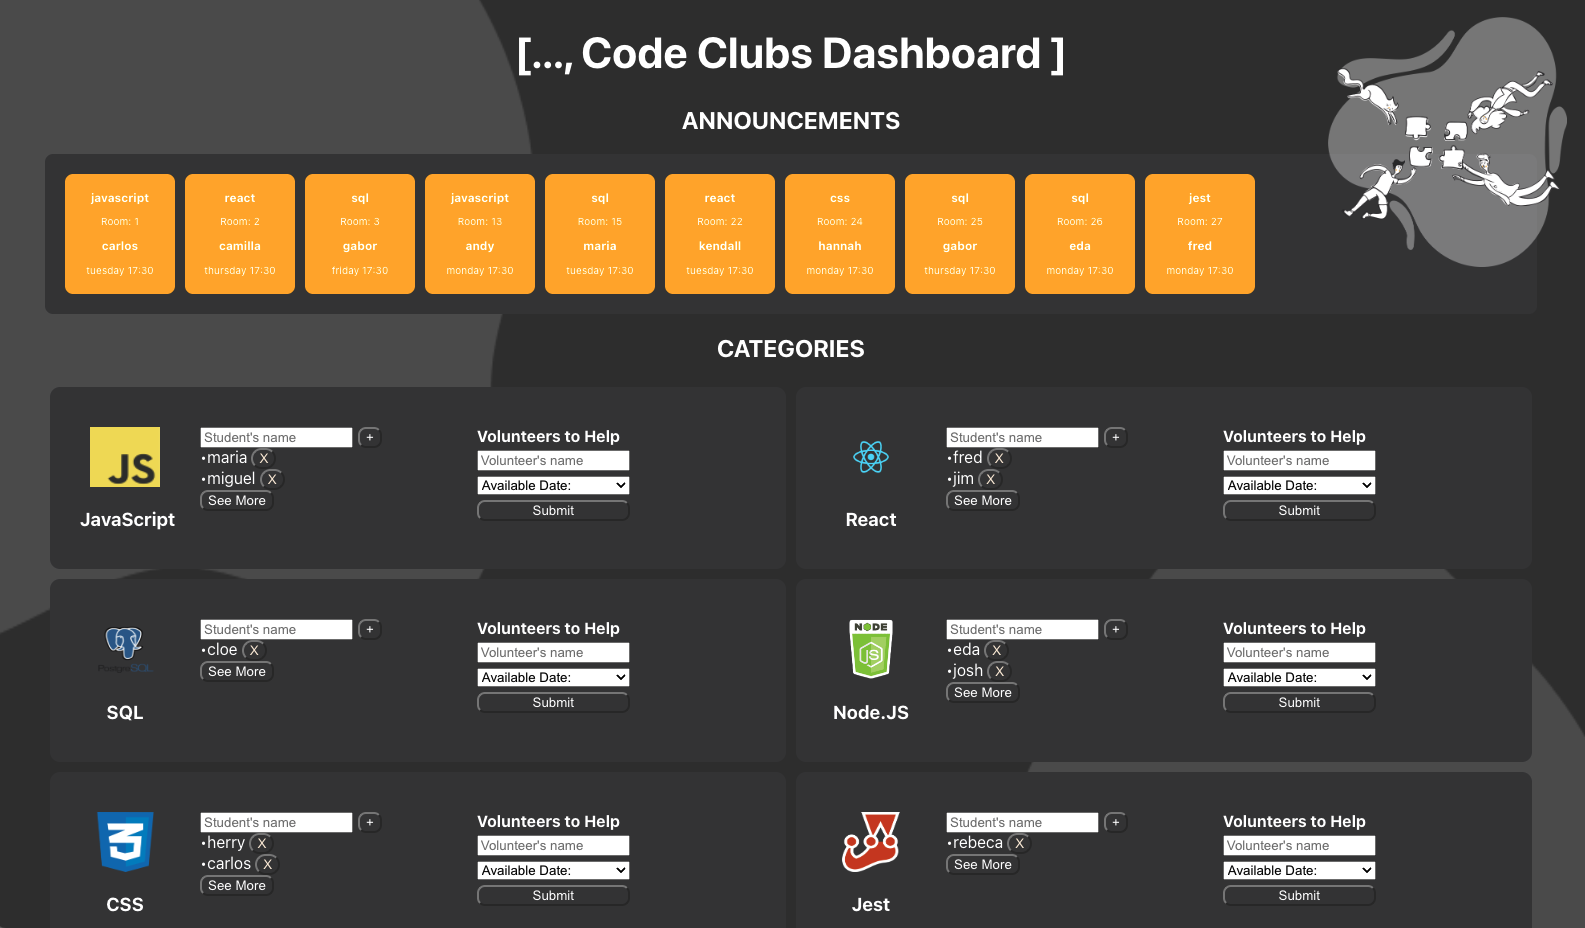 [..., Code Clubs Dashboard ]
ANNOUNCEMENTS
javascript
Room: 1
carlos
tuesday 17:30
react
Room: 2
camilla
thursday 17:30
sql
Room: 3
gabor
friday 17:30
javascript
Room: 13
andy
monday 17:30
sql
Room: 15
maria
tuesday 17:30
react
Room: 22
kendall
tuesday 17:30
css
Room: 24
hannah
monday 17:30
sql
Room: 25
gabor
thursday 17:30
sql
Room: 26
eda
monday 17:30
jest
Room: 27
fred
monday 17:30
CATEGORIES
JS
JavaScript
Student's name +
•maria X
•miguel X
See More
Volunteers to Help
Volunteer's name
Available Date:
Submit
React
Student's name +
•fred X
•jim X
See More
Volunteers to Help
Volunteer's name
Available Date:
Submit
PostgreSQL
SQL
Student's name +
•cloe X
See More
Volunteers to Help
Volunteer's name
Available Date:
Submit
NODE
JS
Node.JS
Student's name +
•eda X
•josh X
See More
Volunteers to Help
Volunteer's name
Available Date:
Submit
3
CSS
Student's name +
•herry X
•carlos X
See More
Volunteers to Help
Volunteer's name
Available Date:
Submit
Jest
Student's name +
•rebeca X
See More
Volunteers to Help
Volunteer's name
Available Date:
Submit